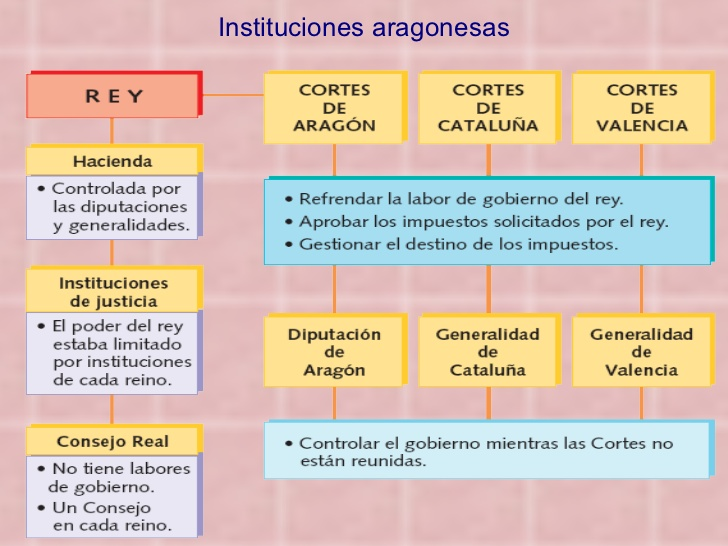 Instituciones aragonesas
REY
CORTES
DE
ARAGÓN
CORTES
DE
CATALUÑA
CORTES
DE
VALENCIA
Hacienda
• Controlada por
las diputaciones
y generalidades.
• Refrendar la labor de gobierno del rey.
• Aprobar los impuestos solicitados por el rey.
• Gestionar el destino de los impuestos.
Instituciones
de justicia
• El poder del rey
estaba limitado
por instituciones
de cada reino.
Diputación
de
Aragón
Generalidad
de
Cataluña
Generalidad
de
Valencia
Consejo Real
• No tiene labores
de gobierno.
• Un Consejo
en cada reino.
• Controlar el gobierno mientras las Cortes no
están reunidas.